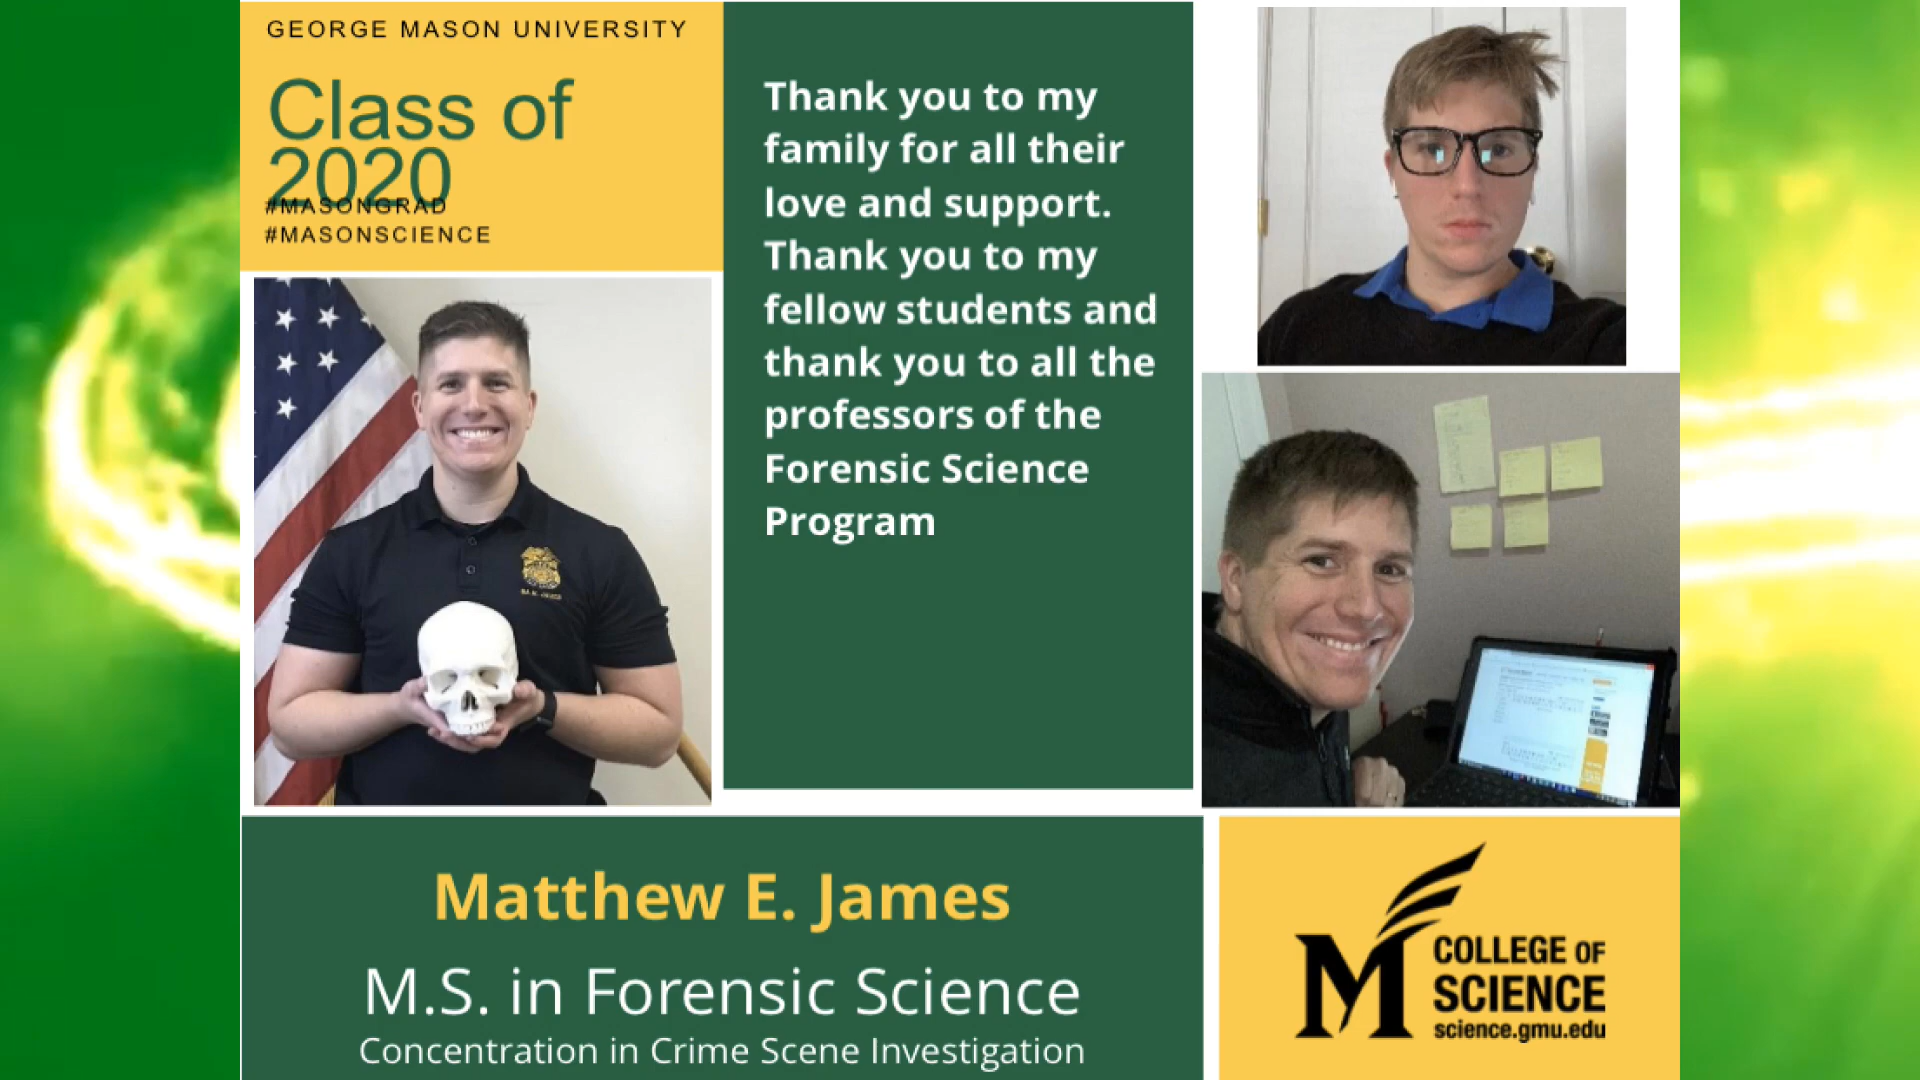 GEORGE MASON UNIVERSITY
Class of
2020
#MASONGRAD
#MASONSCIENCE
Thank you to my
family for all their
love and support.
Thank you to my
fellow students and
thank you to all the
professors of the
Forensic Science
Program
Matthew E. James
M.S. in Forensic Science
Concentration in Crime Scene Investigation
M
COLLEGE OF
SCIENCE
science.gmu.edu